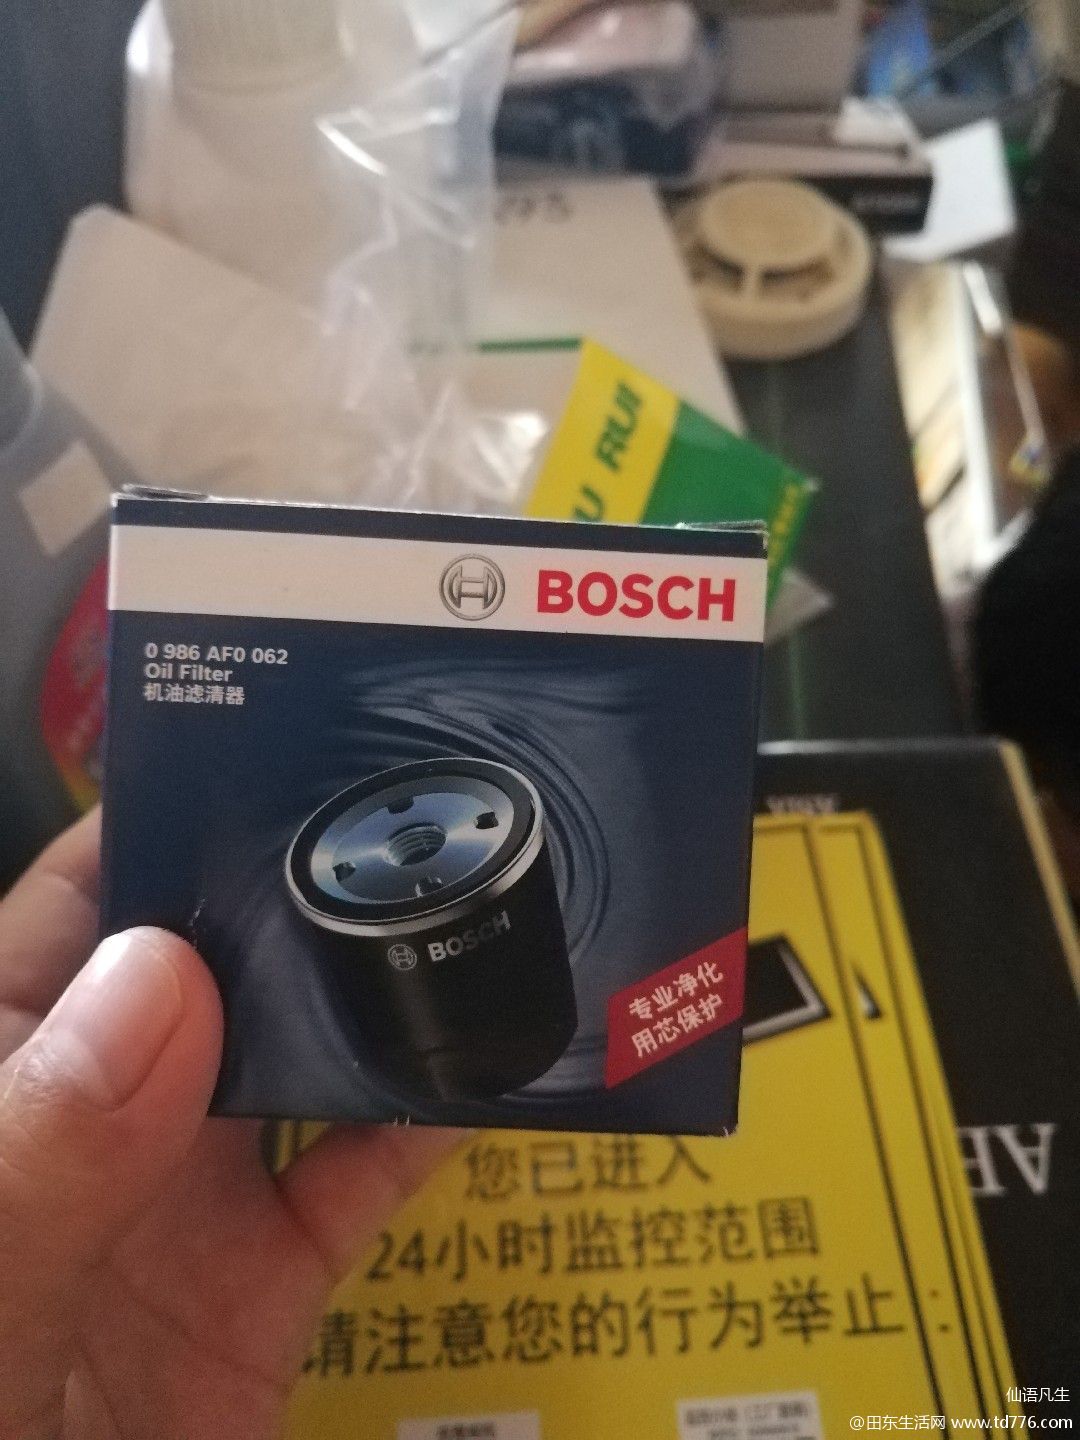 BOSCH
0 986 AF0 062
Oil Filter
机油滤清器
BOSCH
专业净化
用芯保护
RUI
您已进入
24小时监控范围
请注意您的行为举止
仙语凡生
@田东生活网 www.td776.com